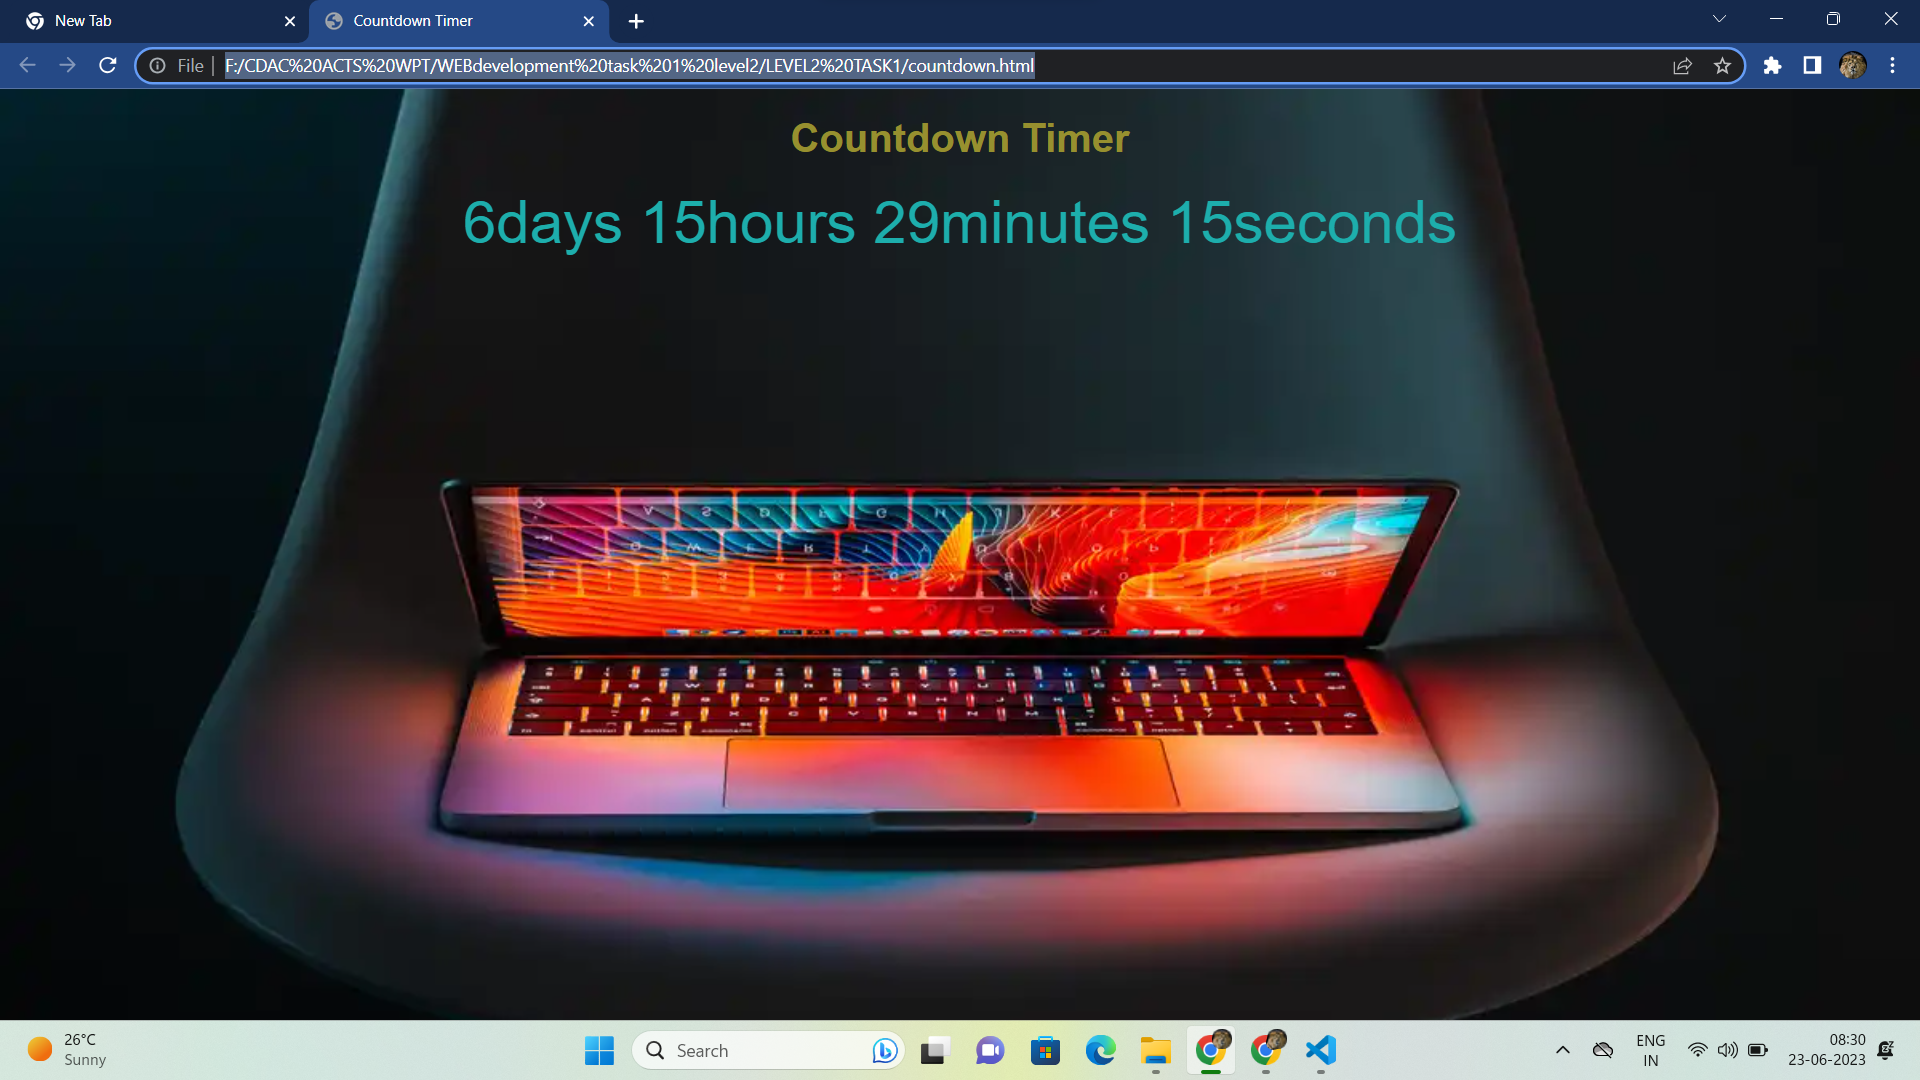 New Tab
Countdown Timer
File
F:/CDAC%20ACTS%20WPT/WEBdevelopment%20task%201%20level2/LEVEL2%20TASK1/countdown.html
Countdown Timer
6days 15hours 29minutes 15seconds
26°C
Sunny
Search
ENG
IN
08:30
23-06-2023